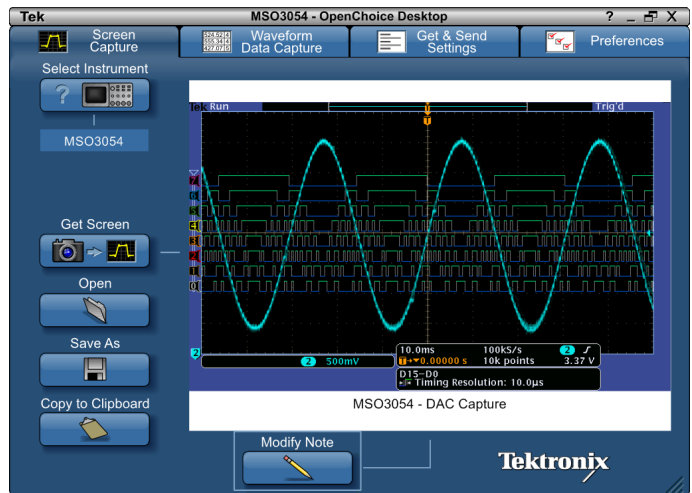 Tek
MSO3054 - OpenChoice Desktop
? _ X
Screen
Capture
Waveform
Data Capture
Get & Send
Settings
Preferences
Select Instrument
?
MSO3054
Get Screen
Open
Save As
Copy to Clipboard
Tek Run
Trig'd
T
2
2 500mV
10.0ms
100kS/s
2
0.00000 s
10k points
3.37 V
D15-D0
Timing Resolution: 10.0µs
MSO3054 - DAC Capture
Modify Note
Tektronix